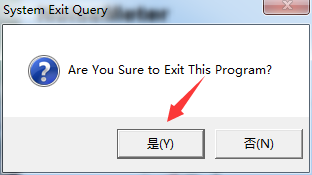 System Exit Query
Are You Sure to Exit This Program?
是(Y)
否(N)